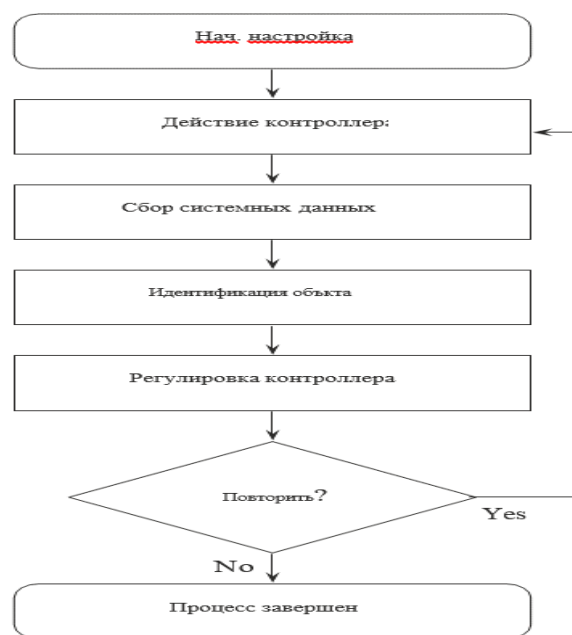 Нач. настройка
Действие контроллер:
Сбор системных данных
Идентификация объкта
Регулировка контроллера
Повторить?
Yes
No
Процесс завершен